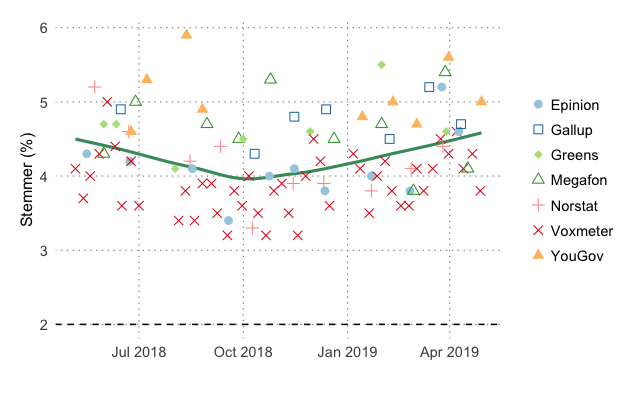 6
5
4
3
2
Stemmer (%)
Jul 2018
Oct 2018
Jan 2019
Apr 2019
Epinion
Gallup
Greens
Megafon
Norstat
Voxmeter
YouGov